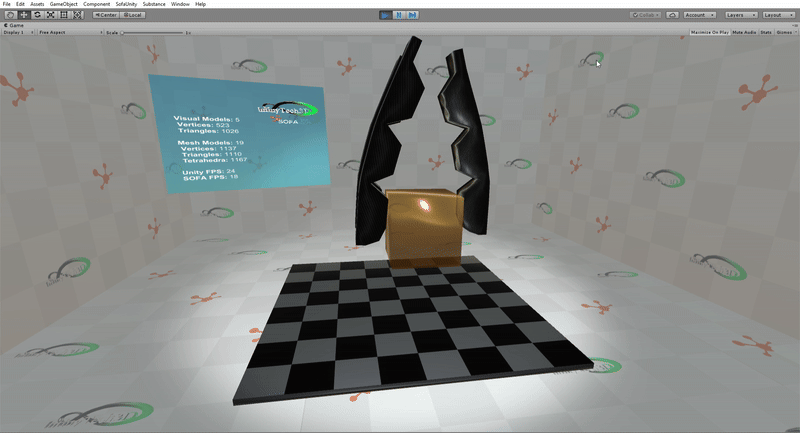 File Edit Assets GameObject Component SofaUnity Substance Window Help
Center Local Collab Account Layers Layout
Game
Display 1 Free Aspect Scale 1x Maximize On Play Mute Audio Stats Gizmos
InfinyTech3D
SOFA
Visual Models: 5
Vertices: 523
Triangles: 1026
Mesh Models: 19
Vertices: 1137
Triangles: 1110
Tetrahedra: 1167
Unity FPS: 24
SOFA FPS: 18